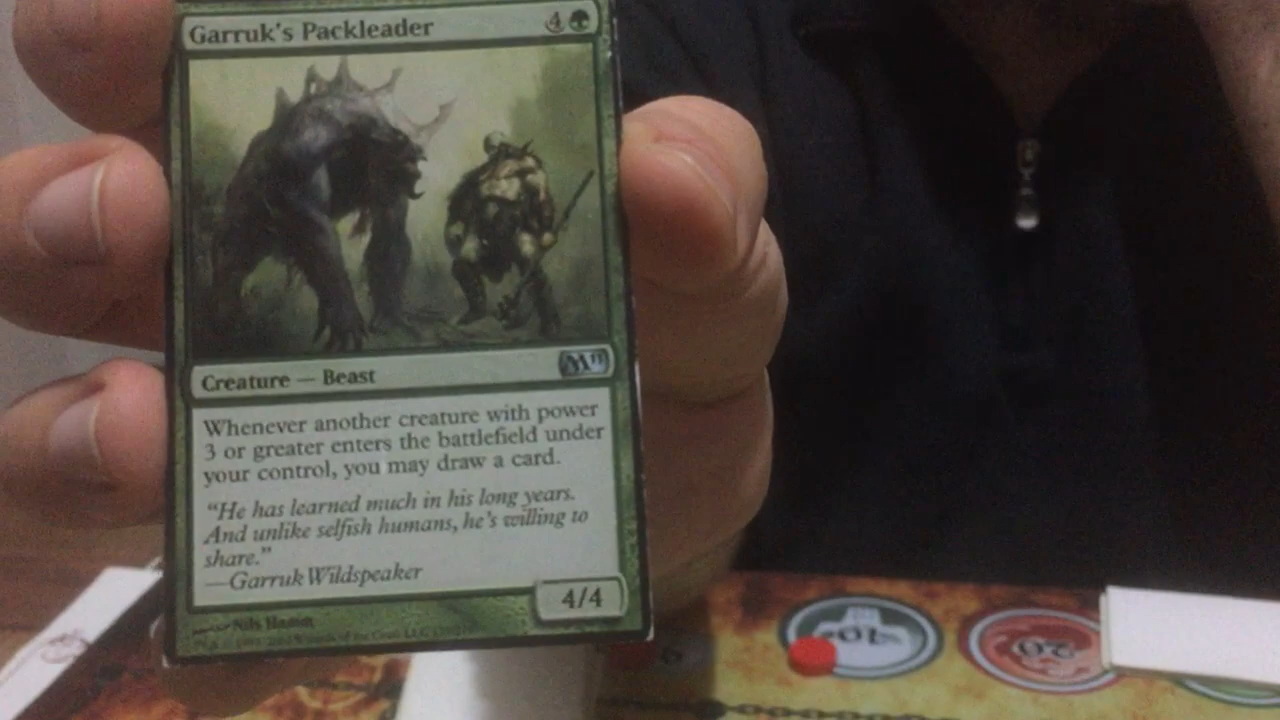 Garruk's Packleader 4
M11
Creature — Beast
Whenever another creature with power
3 or greater enters the battlefield under
your control, you may draw a card.
"He has learned much in his long years.
And unlike selfish humans, he's willing to
share."
—Garruk Wildspeaker
4/4
Nils Hamm
10
20